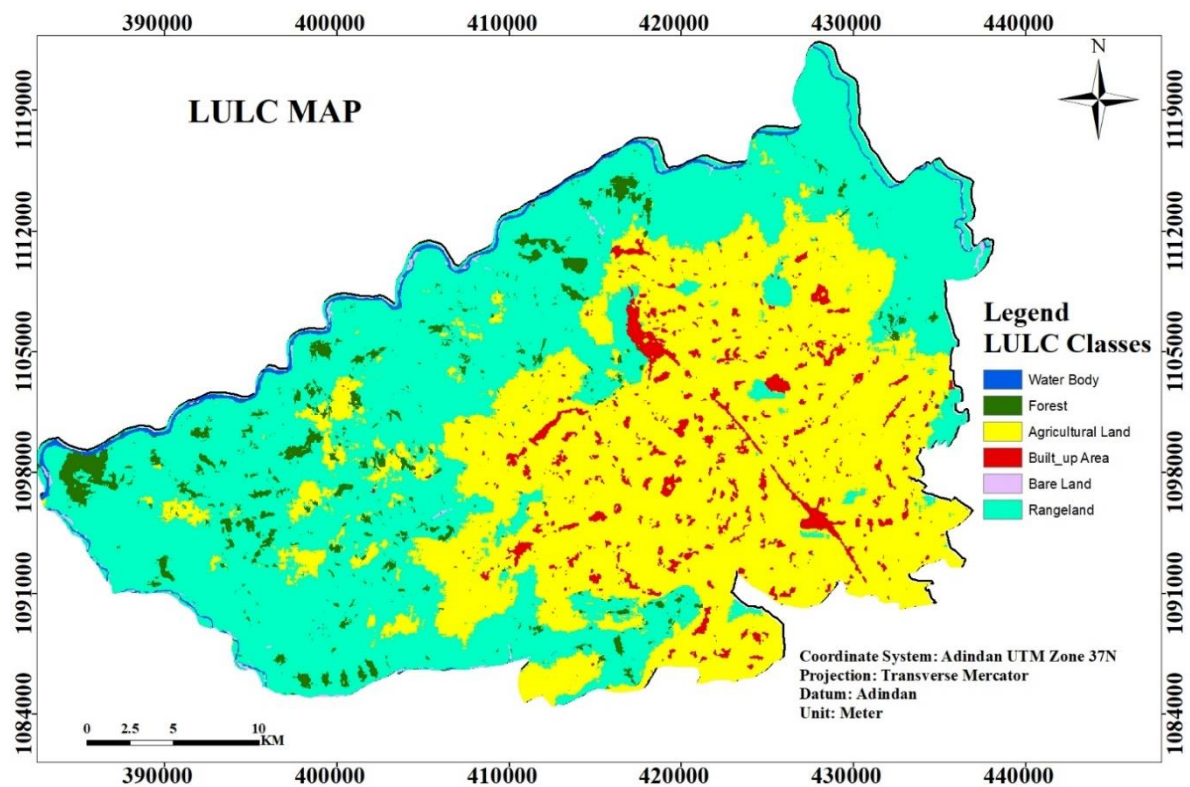 390000 400000 410000 420000 430000 440000
N
LULC MAP
1119000 1119000
1112000 1112000
1105000 1105000
1098000 1098000
1091000 1091000
1084000 1084000
Legend
LULC Classes
Water Body
Forest
Agricultural Land
Built_up Area
Bare Land
Rangeland
Coordinate System: Adindan UTM Zone 37N
Projection: Transverse Mercator
Datum: Adindan
Unit: Meter
0 2.5 5 10
KM
390000 400000 410000 420000 430000 440000